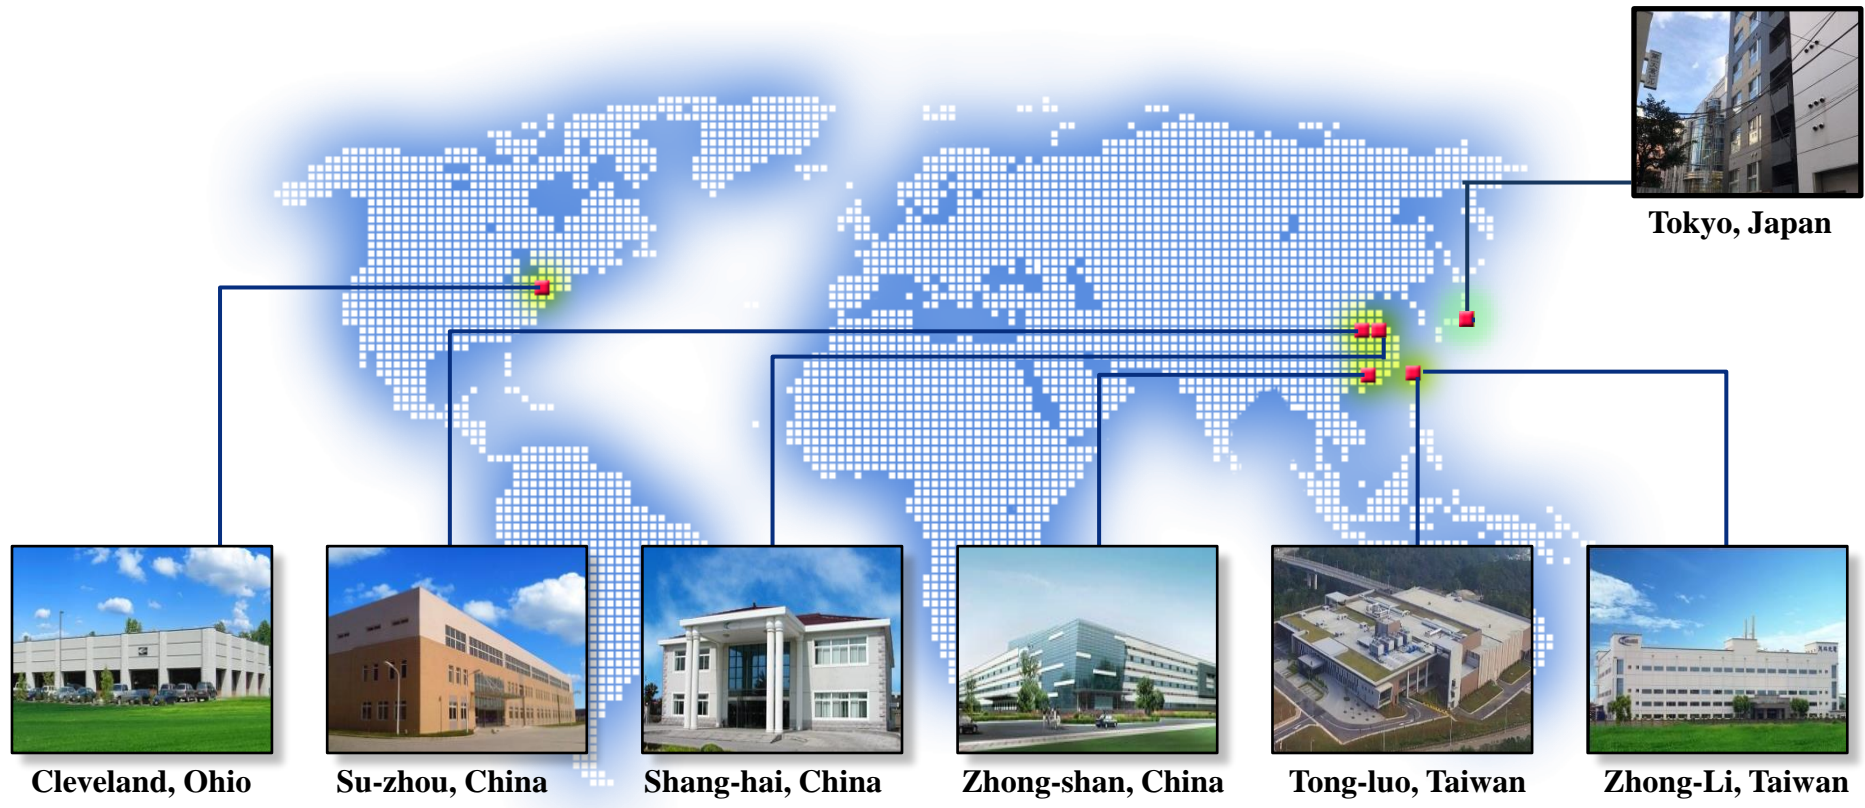 Tokyo, Japan
Cleveland, Ohio
Su-zhou, China
Shang-hai, China
Zhong-shan, China
Tong-luo, Taiwan
Zhong-Li, Taiwan